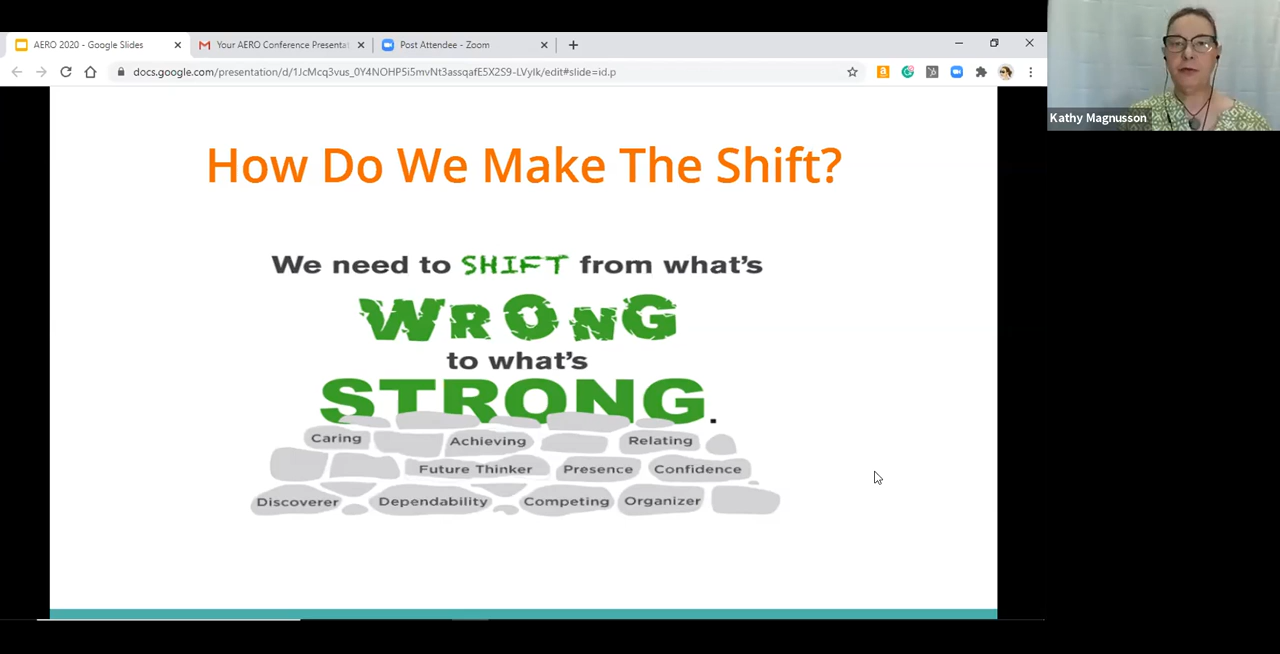 AERO 2020 - Google Slides
Your AERO Conference Presentat
Post Attendee - Zoom
docs.google.com/presentation/d/1JcMcq3vus_0Y4NOHP5i5mvNt3assqafE5X2S9-LVyIk/edit#slide=id.p
Kathy Magnusson
How Do We Make The Shift?
We need to SHIFT from what's
WRONG
to what's
STRONG.
Caring Achieving Relating
Future Thinker Presence Confidence
Discoverer Dependability Competing Organizer